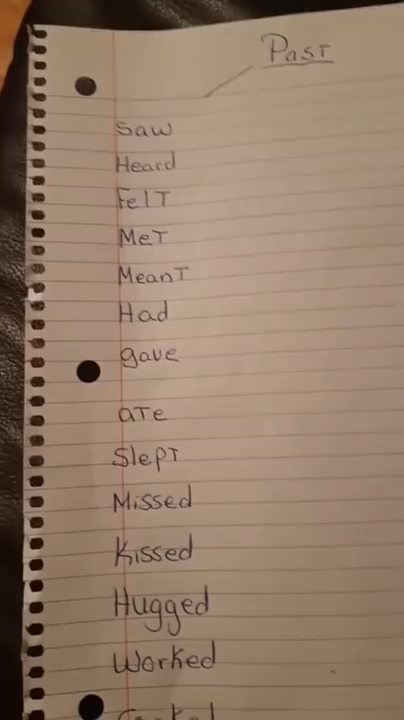 Past
Saw
Heard
Felt
Met
Meant
Had
gave
ate
Slept
Missed
Kissed
Hugged
Worked